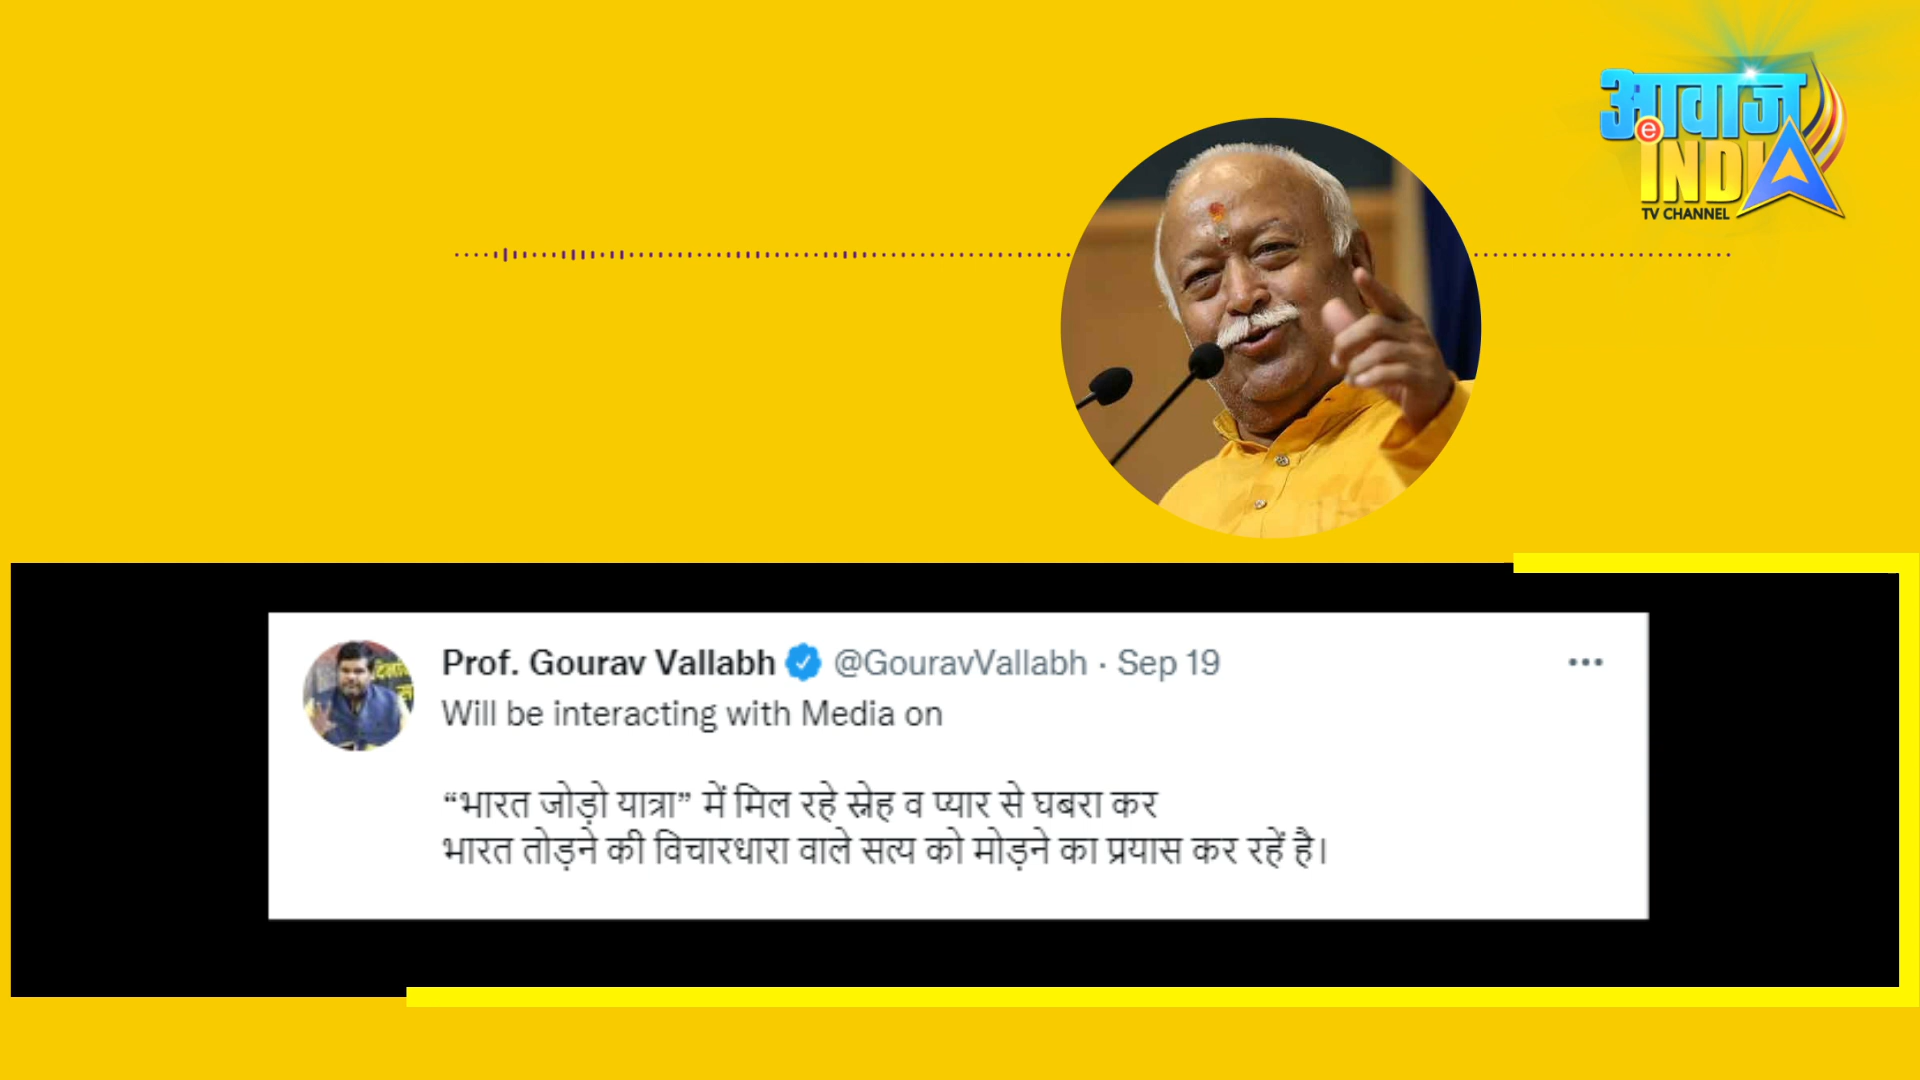 आवाज
e
INDIA
TV CHANNEL
Prof. Gourav Vallabh @GouravVallabh · Sep 19
Will be interacting with Media on
“भारत जोड़ो यात्रा” में मिल रहे स्नेह व प्यार से घबरा कर
भारत तोड़ने की विचारधारा वाले सत्य को मोड़ने का प्रयास कर रहें है।